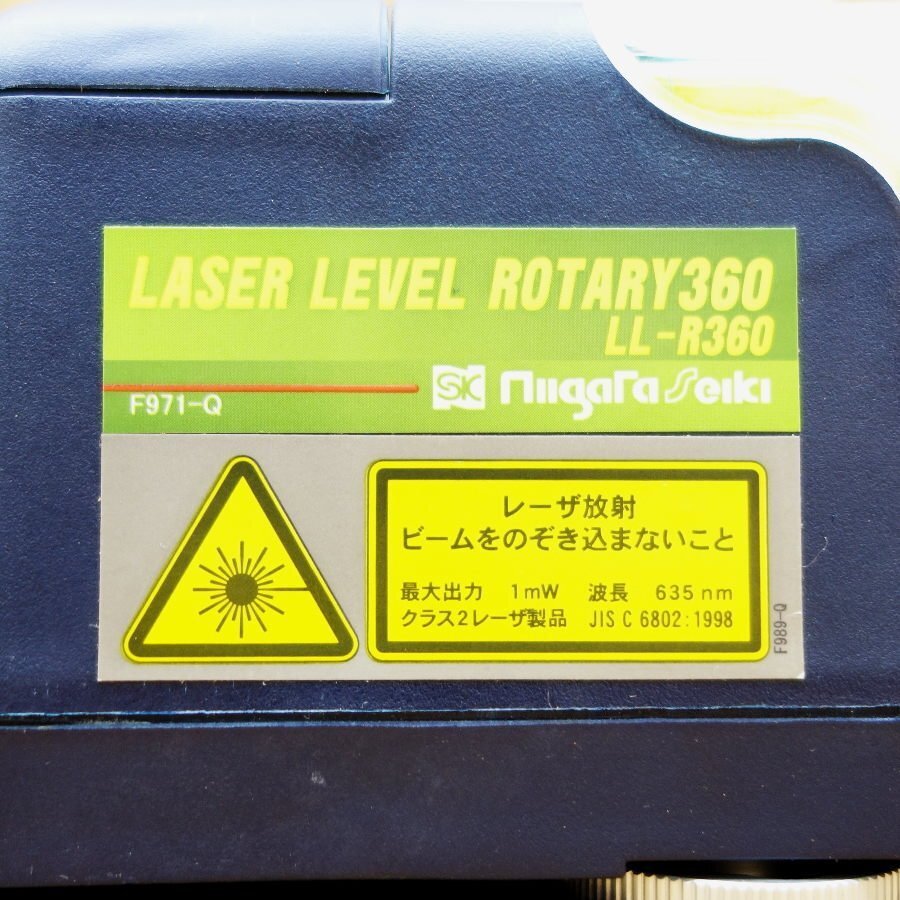 LASER LEVEL ROTARY360
LL-R360
F971-Q
SK Niigata Seiki
レーザ放射
ビームをのぞき込まないこと
最大出力 1mW 波長 635nm
クラス2レーザ製品 JIS C 6802:1998
F989-Q